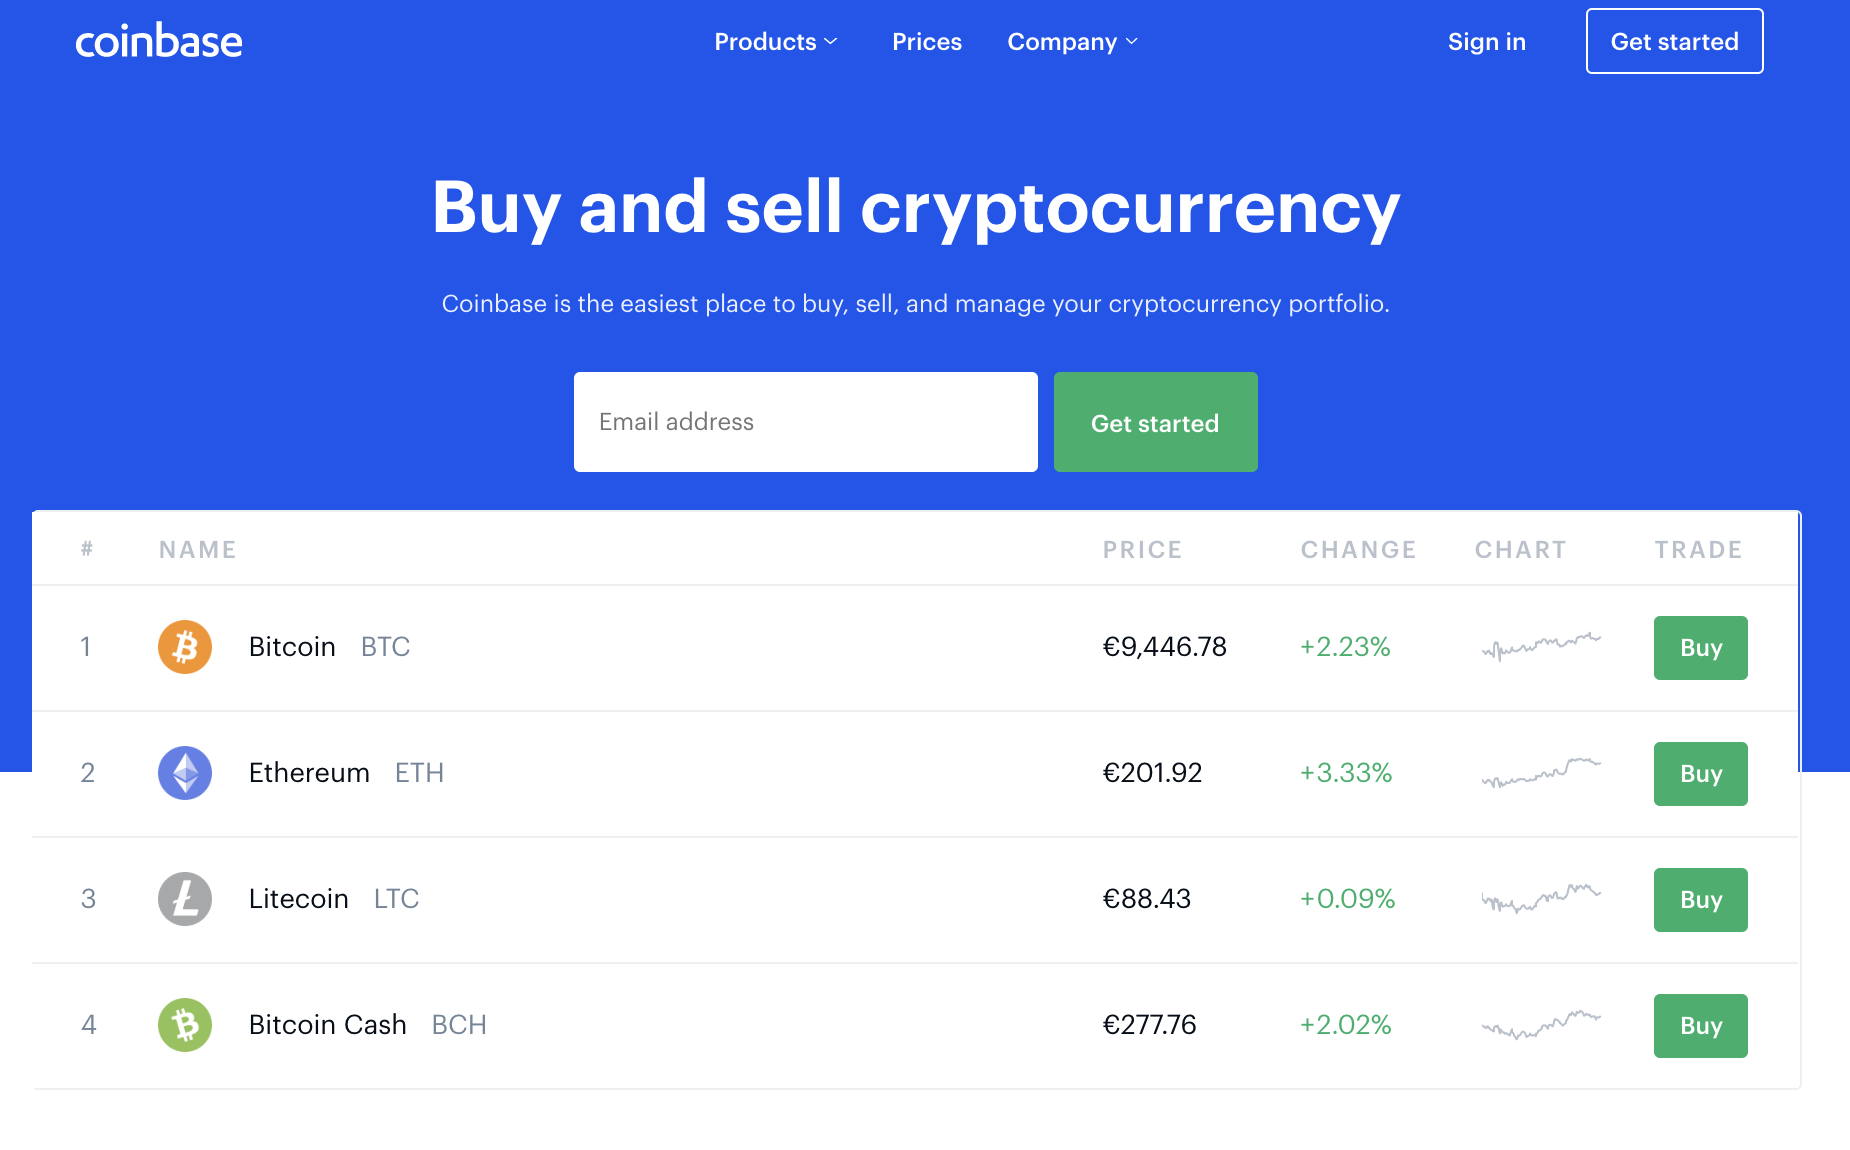 coinbase Products Prices Company Sign in Get started
Buy and sell cryptocurrency
Coinbase is the easiest place to buy, sell, and manage your cryptocurrency portfolio.
Email address Get started
# NAME PRICE CHANGE CHART TRADE
1 Bitcoin BTC €9,446.78 +2.23% Buy
2 Ethereum ETH €201.92 +3.33% Buy
3 Litecoin LTC €88.43 +0.09% Buy
4 Bitcoin Cash BCH €277.76 +2.02% Buy